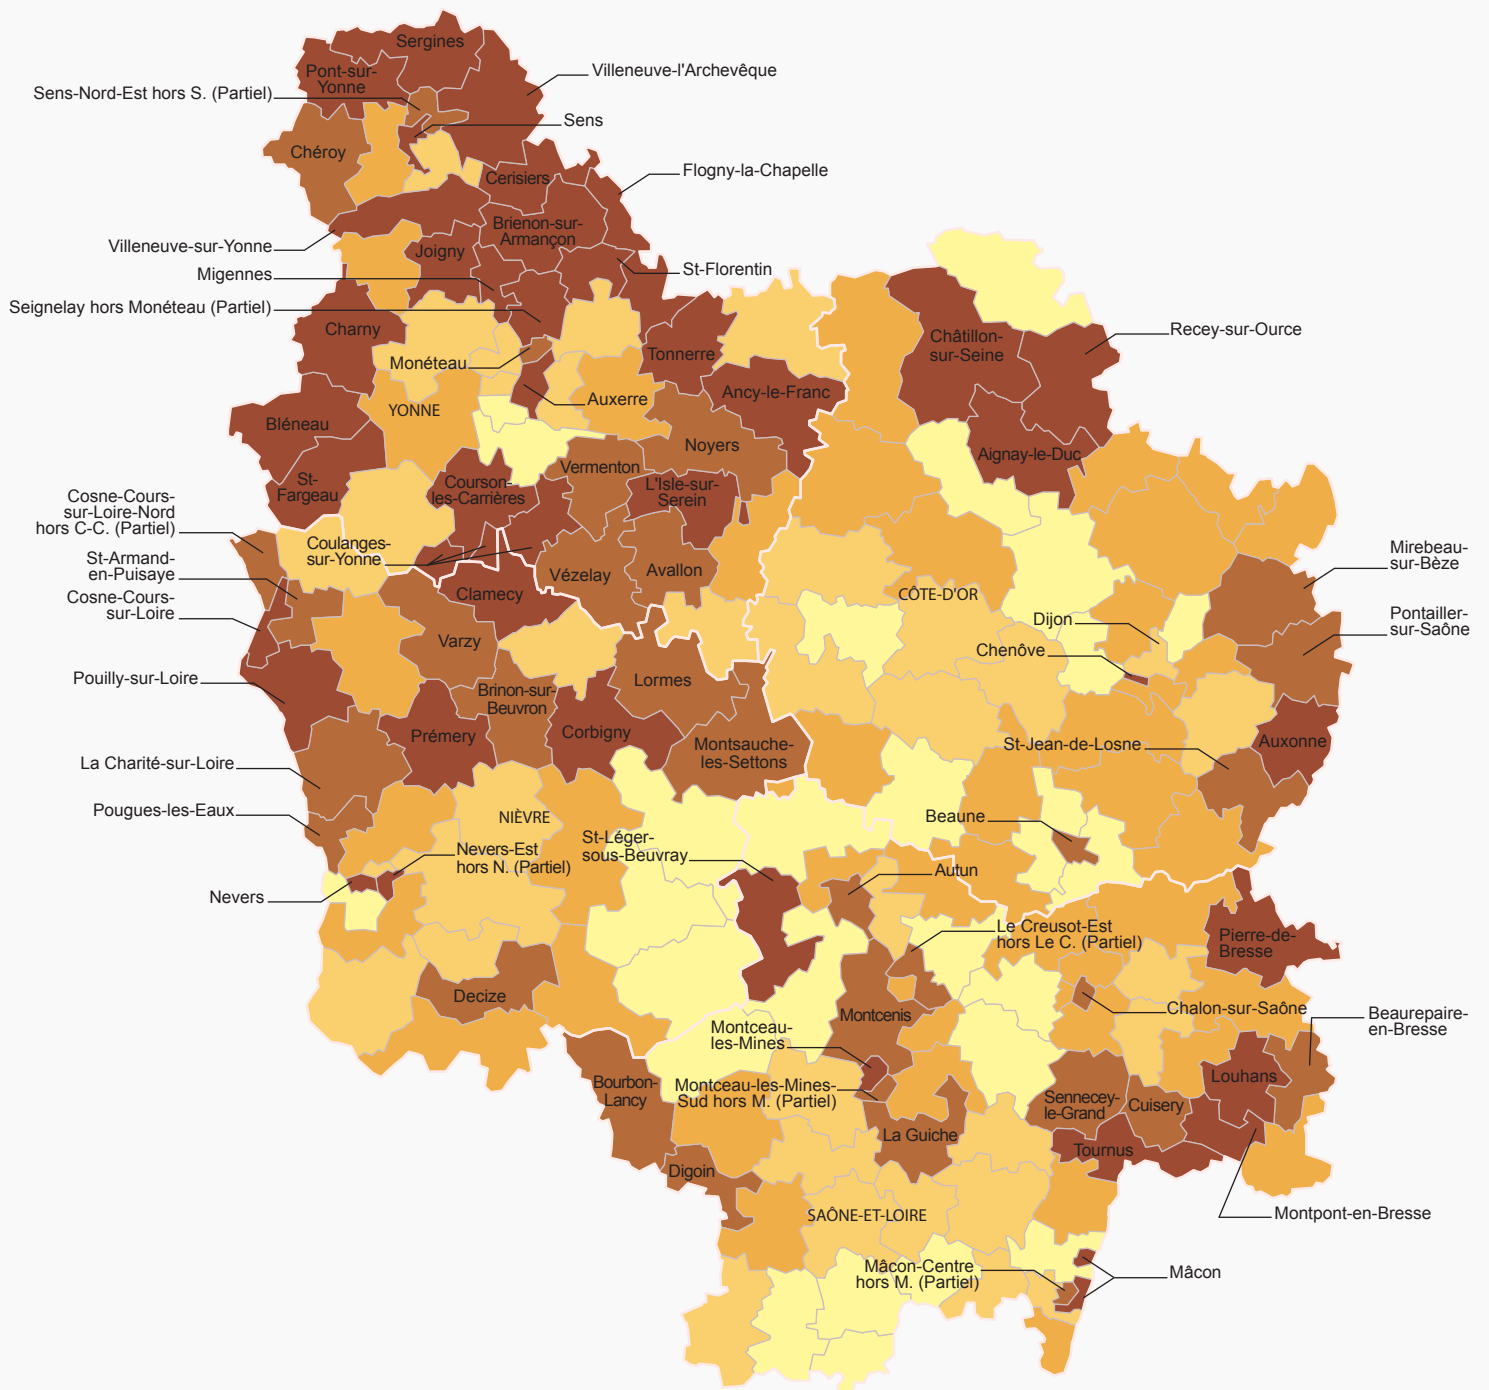 Sergines
Villeneuve-l'Archevêque
Pont-sur-
Yonne
Sens-Nord-Est hors S. (Partiel)
Sens
Chéroy
Flogny-la-Chapelle
Cerisiers
Brienon-sur-
Armançon
Villeneuve-sur-Yonne
Joigny
Migennes
St-Florentin
Seignelay hors Monéteau (Partiel)
Charny
Châtillon-
sur-Seine
Recey-sur-Ource
Tonnerre
Monéteau
Ancy-le-Franc
Auxerre
YONNE
Bléneau
Noyers
Aignay-le-Duc
Vermenton
St-
Fargeau
Courson-
les-Carrières
L'Isle-sur-
Serein
Cosne-Cours-
sur-Loire-Nord
hors C-C. (Partiel)
Coulanges-
sur-Yonne
Mirebeau-
sur-Bèze
St-Armand-
en-Puisaye
Vézelay
Avallon
Clamecy
CÔTE-D'OR
Cosne-Cours-
sur-Loire
Dijon
Pontailler-
sur-Saône
Varzy
Chenôve
Pouilly-sur-Loire
Lormes
Brinon-sur-
Beuvron
Prémery
Corbigny
Montsauche-
les-Settons
St-Jean-de-Losne
Auxonne
La Charité-sur-Loire
Pougues-les-Eaux
NIÈVRE
Beaune
St-Léger-
sous-Beuvray
Nevers-Est
hors N. (Partiel)
Autun
Nevers
Le Creusot-Est
hors Le C. (Partiel)
Pierre-de-
Bresse
Decize
Chalon-sur-Saône
Montcenis
Beaurepaire-
en-Bresse
Montceau-
les-Mines
Louhans
Bourbon-
Lancy
Montceau-les-Mines-
Sud hors M. (Partiel)
Sennecey-
le-Grand
Cuisery
La Guiche
Tournus
Digoin
SAÔNE-ET-LOIRE
Montpont-en-Bresse
Mâcon-Centre
hors M. (Partiel)
Mâcon